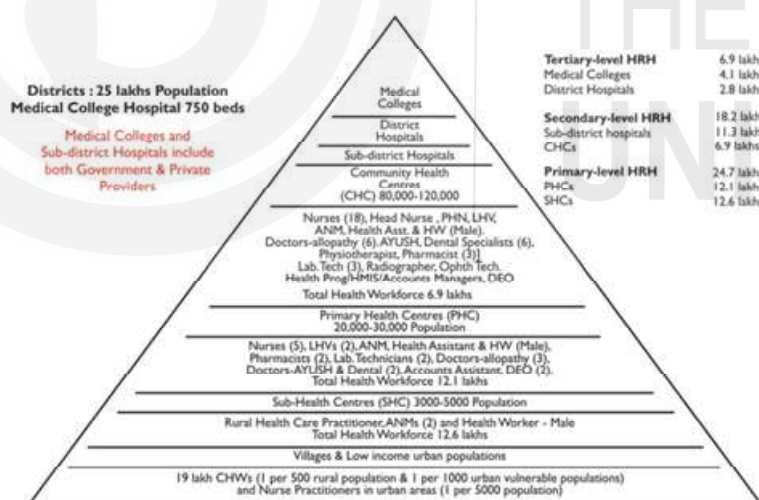 Districts : 25 lakhs Population
Medical College Hospital 750 beds
Medical Colleges and
Sub-district Hospitals include
both Government & Private
Providers
Medical
Colleges
District
Hospitals
Sub-district Hospitals
Community Health
Centres
(CHC) 80,000-120,000
Nurses (18), Head Nurse , PHN, LHV,
ANM, Health Asst. & HW (Male).
Doctors-allopathy (6). AYUSH, Dental Specialists (6),
Physiotherapist, Pharmacist (3)]
Lab. Tech (3), Radiographer, Ophth Tech.
Health Prog/HMIS/Accounts Managers, DEO
Total Health Workforce 6.9 lakhs
Primary Health Centres (PHC)
20,000-30,000 Population
Nurses (5), LHVs (2), ANM, Health Assistant & HW (Male),
Pharmacists (2), Lab. Technicians (2), Doctors-allopathy (3),
Doctors-AYUSH & Dental (2), Accounts Assistant, DEO (2).
Total Health Workforce 12.1 lakhs
Sub-Health Centres (SHC) 3000-5000 Population
Rural Health Care Practitioner, ANMs (2) and Health Worker - Male
Total Health Workforce 12.6 lakhs
Villages & Low income urban populations
19 lakh CHWs (1 per 500 rural population & 1 per 1000 urban vulnerable populations)
and Nurse Practitioners in urban areas (1 per 5000 population)
Tertiary-level HRH 6.9 lakh
Medical Colleges 4.1 lakh
District Hospitals 2.8 lakh
Secondary-level HRH 18.2 lakh
Sub-district hospitals 11.3 lakh
CHCs 6.9 lakh
Primary-level HRH 24.7 lakh
PHCs 12.1 lakh
SHCs 12.6 lakh
THE
UNI